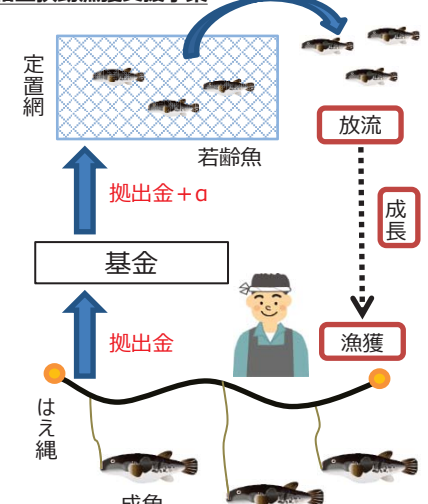 定置網
若齢魚
放流
拠出金+α
成長
基金
拠出金
漁獲
はえ縄
成魚